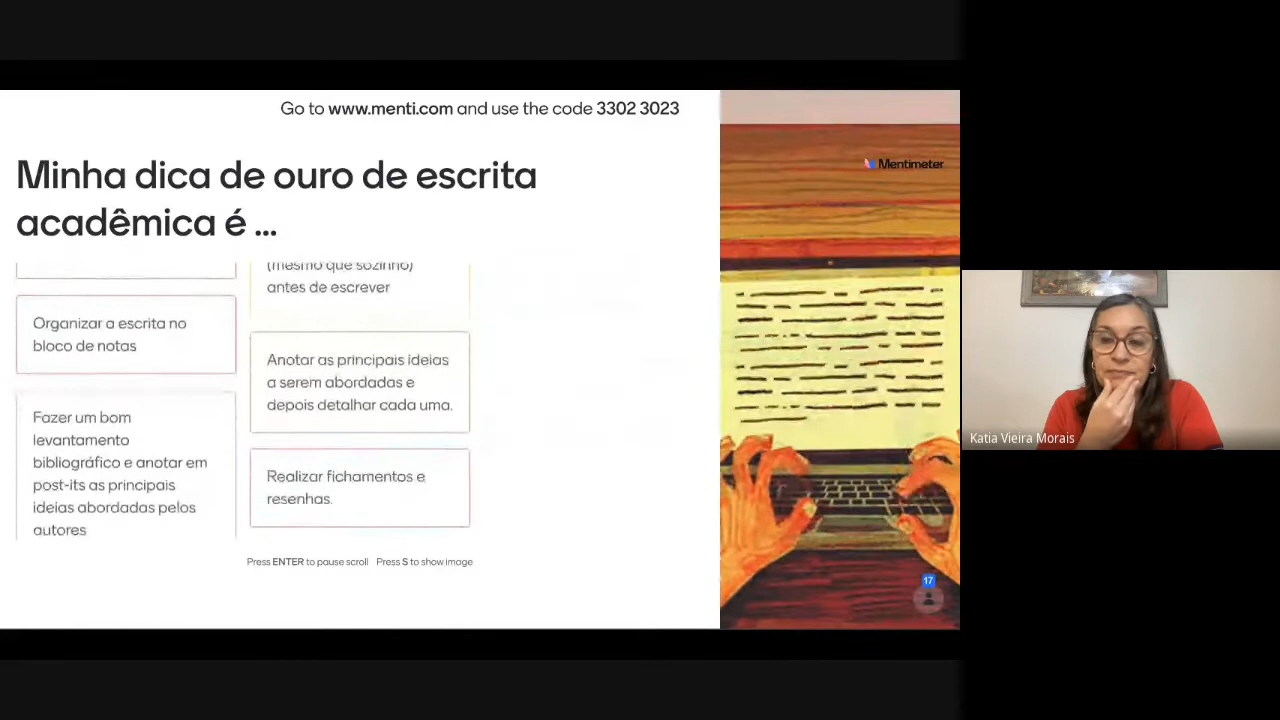 Go to www.menti.com and use the code 3302 3023
Mentimeter
Minha dica de ouro de escrita
acadêmica é ...
Organizar a escrita no
bloco de notas
Fazer um bom
levantamento
bibliográfico e anotar em
post-its as principais
ideias abordadas pelos
autores
(mesmo que sozinho)
antes de escrever
Anotar as principais ideias
a serem abordadas e
depois detalhar cada uma.
Realizar fichamentos e
resenhas.
Press ENTER to pause scroll Press S to show image
17
Katia Vieira Morais